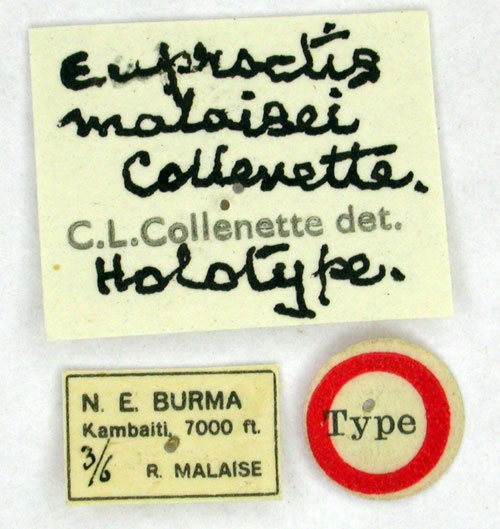 Euproctis
malaisei
Collenette.
C.L.Collenette det.
Holotype.
N. E. BURMA
Kambaiti, 7000 ft.
3/6 R. MALAISE
Type